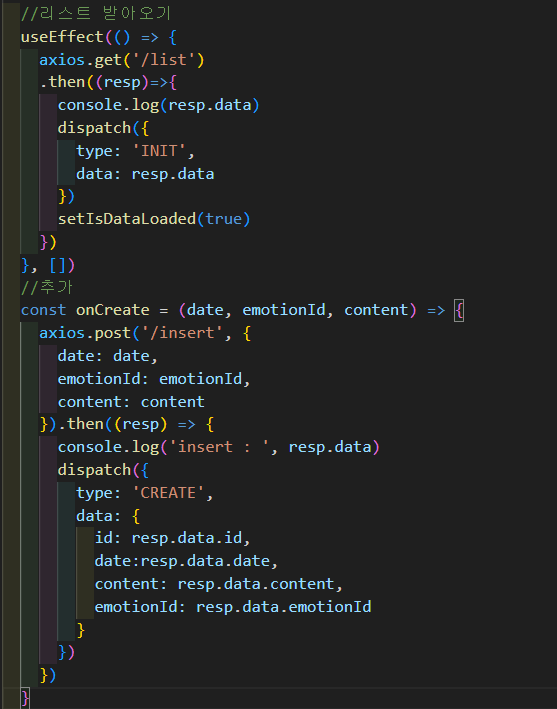 //리스트 받아오기
useEffect(() => {
  axios.get('/list')
  .then((resp)=>{
    console.log(resp.data)
    dispatch({
      type: 'INIT',
      data: resp.data
    })
    setIsDataLoaded(true)
  })
}, [])
//추가
const onCreate = (date, emotionId, content) => {
  axios.post('/insert', {
    date: date,
    emotionId: emotionId,
    content: content
  }).then((resp) => {
    console.log('insert : ', resp.data)
    dispatch({
      type: 'CREATE',
      data: {
        id: resp.data.id,
        date:resp.data.date,
        content: resp.data.content,
        emotionId: resp.data.emotionId
      }
    })
  })
}